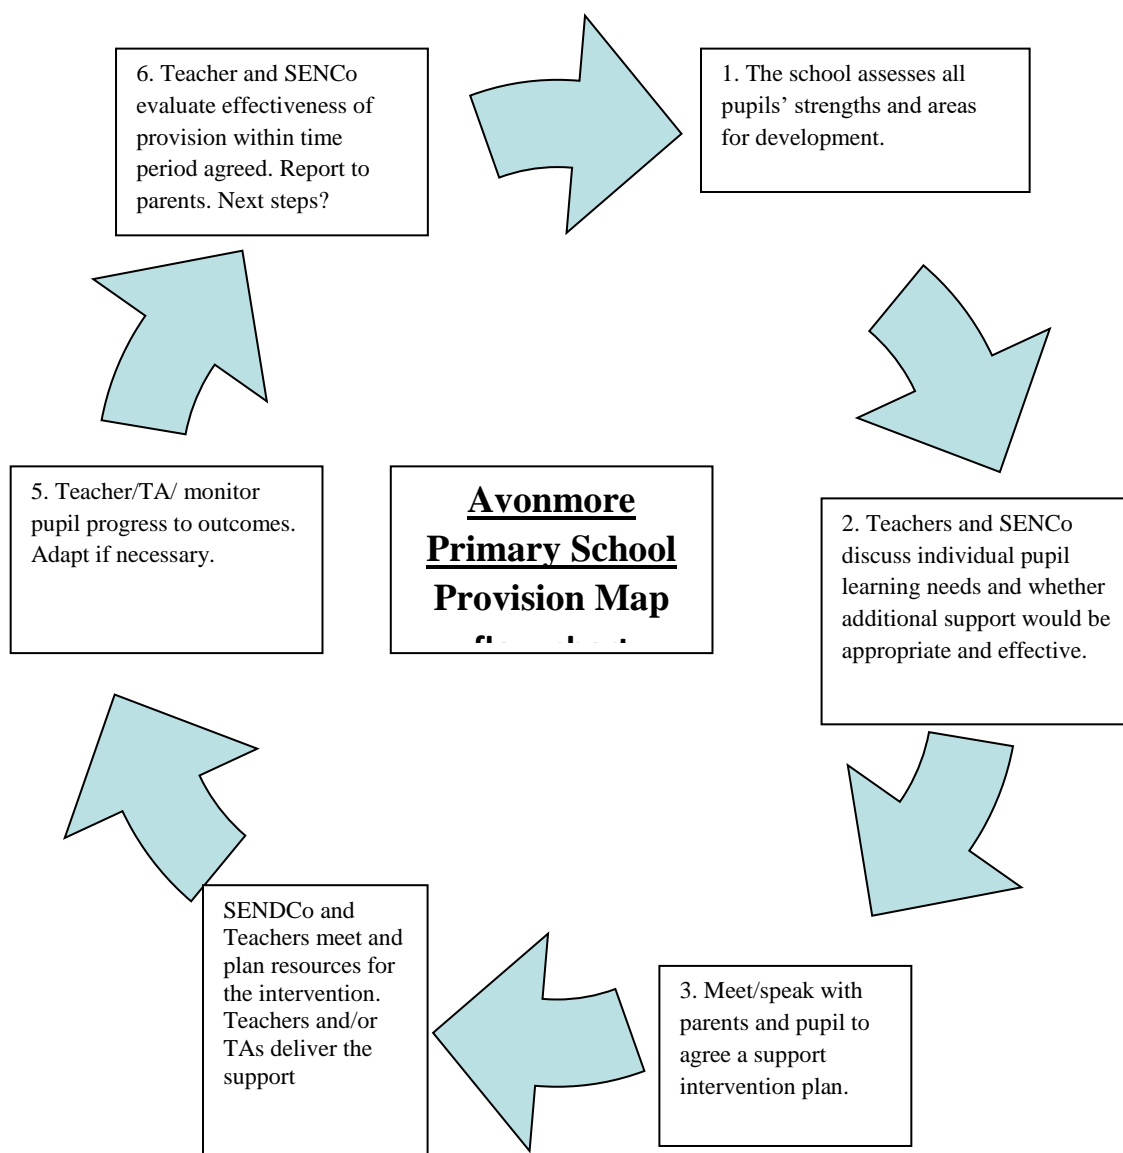 6. Teacher and SENCo
evaluate effectiveness of
provision within time
period agreed. Report to
parents. Next steps?
1. The school assesses all
pupils’ strengths and areas
for development.
5. Teacher/TA/ monitor
pupil progress to outcomes.
Adapt if necessary.
Avonmore
Primary School
Provision Map
2. Teachers and SENCo
discuss individual pupil
learning needs and whether
additional support would be
appropriate and effective.
SENDCo and
Teachers meet and
plan resources for
the intervention.
Teachers and/or
TAs deliver the
support
3. Meet/speak with
parents and pupil to
agree a support
intervention plan.